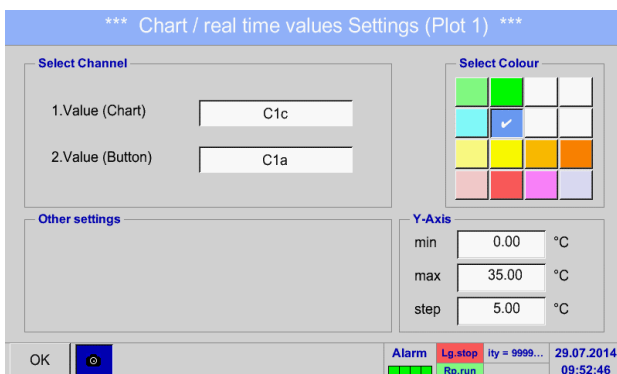 *** Chart / real time values Settings (Plot 1) ***
Select Channel
1.Value (Chart) C1c
2.Value (Button) C1a
Select Colour
Other settings
Y-Axis
min 0.00 °C
max 35.00 °C
step 5.00 °C
OK
Alarm Lg.stop ity = 9999... 29.07.2014
Rp.run 09:52:46